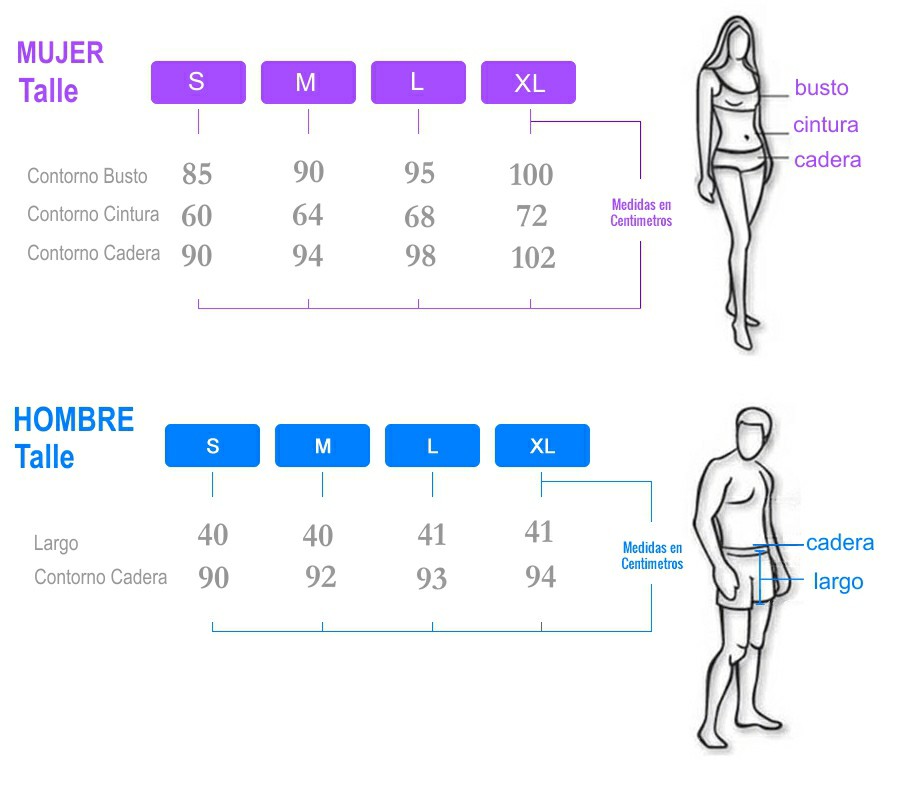 MUJER
Talle
S M L XL
Contorno Busto 85 90 95 100
Contorno Cintura 60 64 68 72
Contorno Cadera 90 94 98 102
Medidas en
Centimetros
busto
cintura
cadera
HOMBRE
Talle
S M L XL
Largo 40 40 41 41
Contorno Cadera 90 92 93 94
Medidas en
Centimetros
cadera
largo